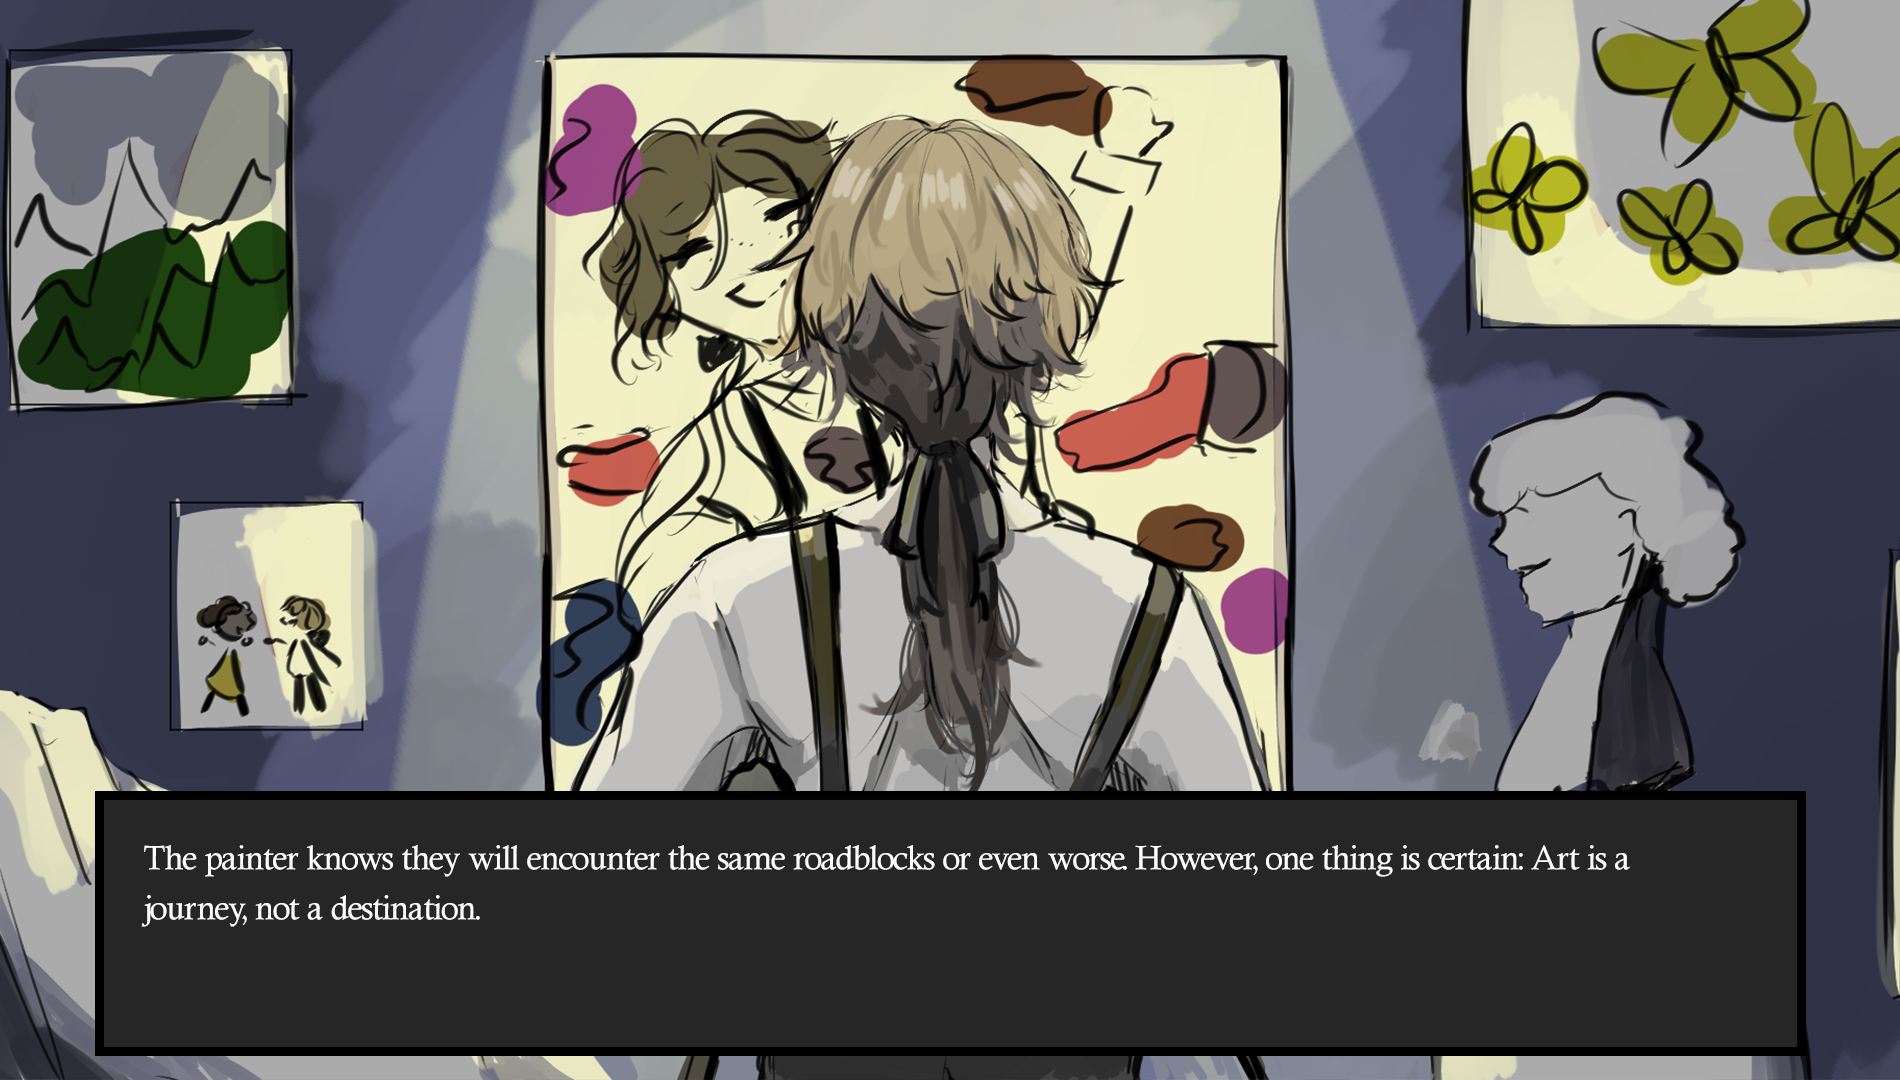 The painter knows they will encounter the same roadblocks or even worse. However, one thing is certain: Art is a
journey, not a destination.